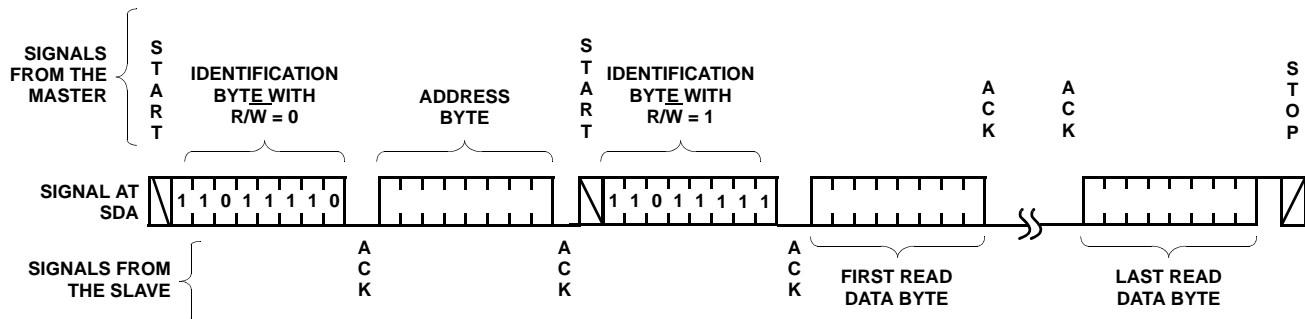 SIGNALS
FROM THE
MASTER
START
IDENTIFICATION
BYTE WITH
R/W = 0
ADDRESS
BYTE
START
IDENTIFICATION
BYTE WITH
R/W = 1
ACK
ACK
STOP
SIGNAL AT
SDA
1 1 0 1 1 1 1 0
1 1 0 1 1 1 1 1
SIGNALS FROM
THE SLAVE
ACK
ACK
ACK
FIRST READ
DATA BYTE
LAST READ
DATA BYTE